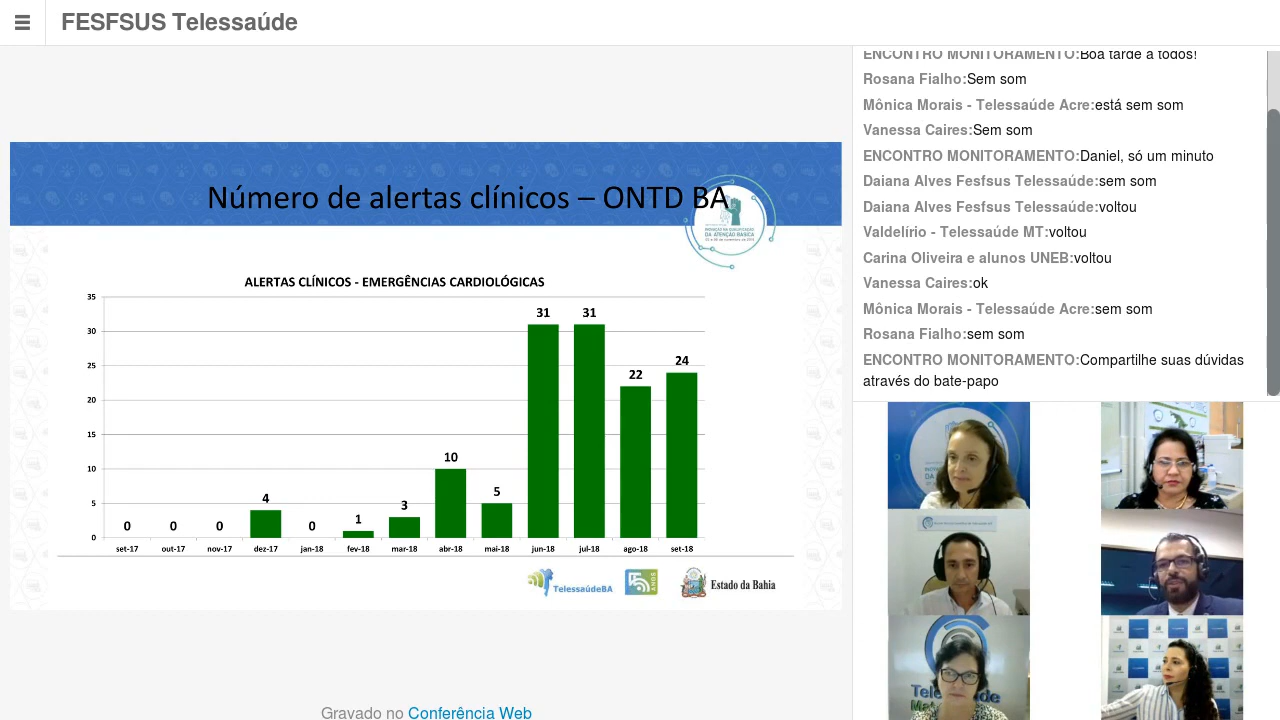 FESFSUS Telessaúde
Número de alertas clínicos – ONTD BA
INOVAÇÃO NA QUALIFICAÇÃO
DA ATENÇÃO BÁSICA
ALERTAS CLÍNICOS - EMERGÊNCIAS CARDIOLÓGICAS
35
30
25
20
15
10
5
0
0 0 0 4 0 1 3 10 5 31 31 22 24
set-17 out-17 nov-17 dez-17 jan-18 fev-18 mar-18 abr-18 mai-18 jun-18 jul-18 ago-18 set-18
TelessaúdeBA
ANOS
Estado da Bahia
Gravado no Conferência Web
ENCONTRO MONITORAMENTO:Boa tarde a todos!
Rosana Fialho:Sem som
Mônica Morais - Telessaúde Acre:está sem som
Vanessa Caires:Sem som
ENCONTRO MONITORAMENTO:Daniel, só um minuto
Daiana Alves Fesfsus Telessaúde:sem som
Daiana Alves Fesfsus Telessaúde:voltou
Valdelírio - Telessaúde MT:voltou
Carina Oliveira e alunos UNEB:voltou
Vanessa Caires:ok
Mônica Morais - Telessaúde Acre:sem som
Rosana Fialho:sem som
ENCONTRO MONITORAMENTO:Compartilhe suas dúvidas
através do bate-papo